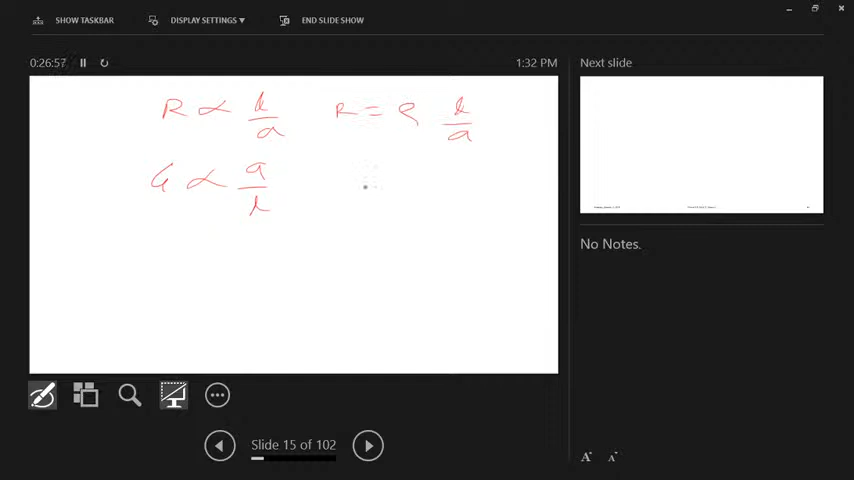 SHOW TASKBAR DISPLAY SETTINGS ▼ END SLIDE SHOW
0:26:57 1:32 PM
R ∝ l/a R = ρ l/a
G ∝ a/l
Next slide
No Notes.
Slide 15 of 102
A A